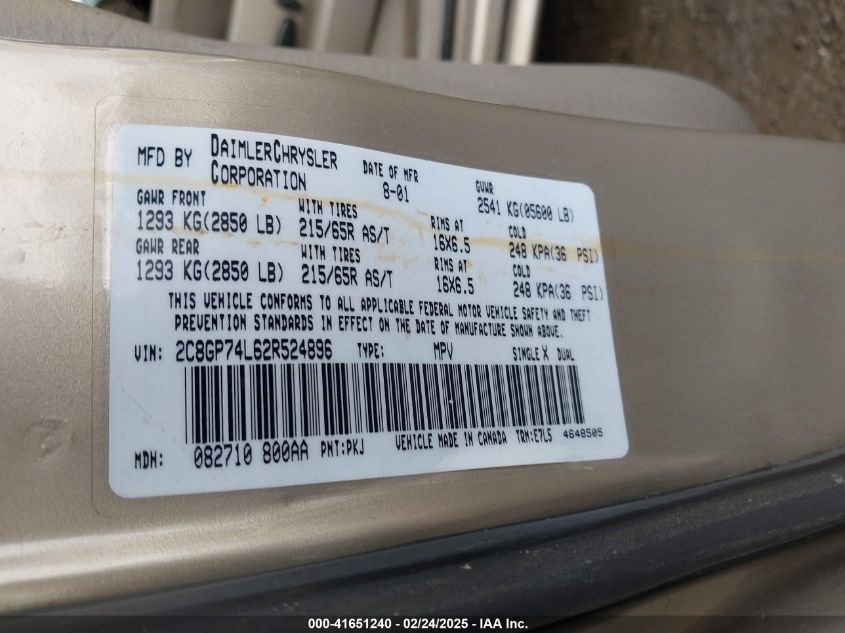 MFD BY DAIMLERCHRYSLER CORPORATION DATE OF MFR 8-01 GVWR 2541 KG(05600 LB)
GAWR FRONT WITH TIRES RIMS AT COLD
1293 KG(2850 LB) 215/65R AS/T 16X6.5 248 KPA(36 PSI)
GAWR REAR WITH TIRES RIMS AT COLD
1293 KG(2850 LB) 215/65R AS/T 16X6.5 248 KPA(36 PSI)
THIS VEHICLE CONFORMS TO ALL APPLICABLE FEDERAL MOTOR VEHICLE SAFETY AND THEFT
PREVENTION STANDARDS IN EFFECT ON THE DATE OF MANUFACTURE SHOWN ABOVE.
VIN: 2C8GP74L62R524896 TYPE: MPV SINGLE X DUAL
MDH: 082710 800AA PNT:PKJ VEHICLE MADE IN CANADA TRM:E7L5 4648505
000-41651240 / 02/24/2025 - IAA Inc.